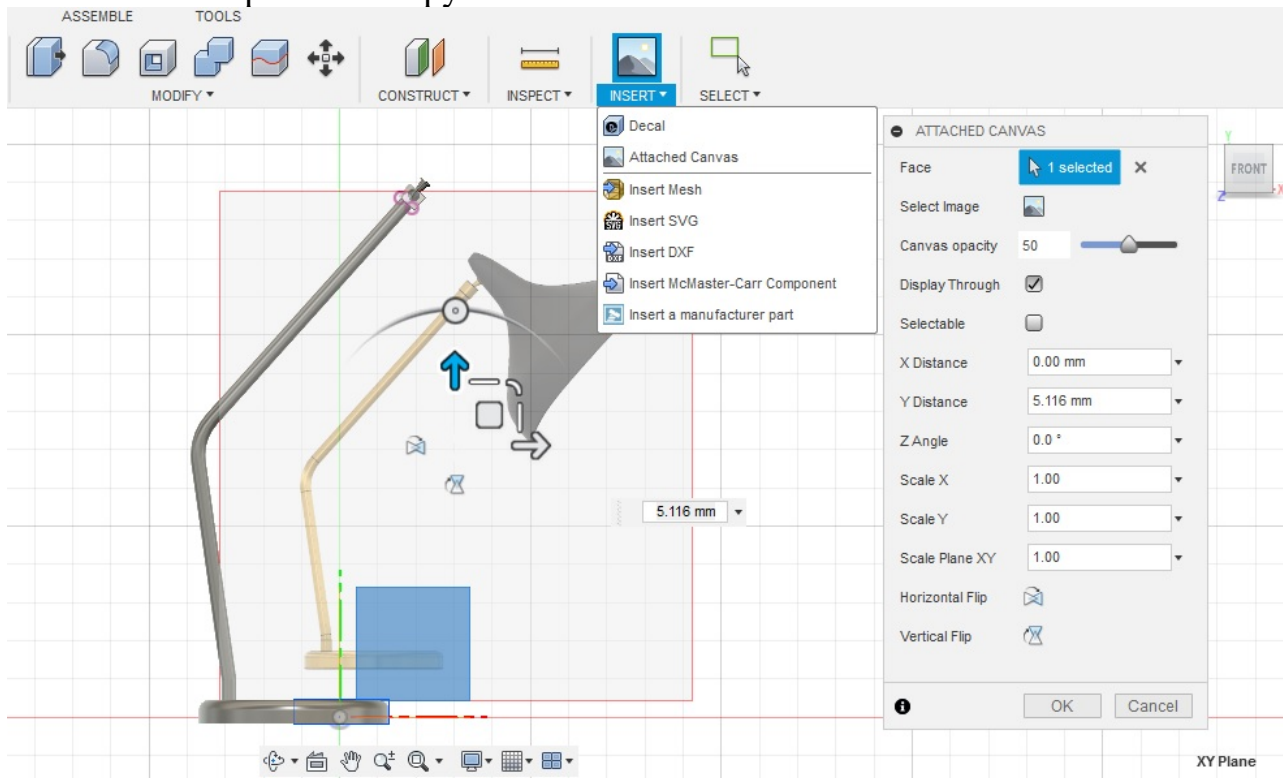 ASSEMBLE TOOLS
MODIFY CONSTRUCT INSPECT INSERT SELECT
Decal
Attached Canvas
Insert Mesh
Insert SVG
Insert DXF
Insert McMaster-Carr Component
Insert a manufacturer part
ATTACHED CANVAS
Face 1 selected
Select Image
Canvas opacity 50
Display Through
Selectable
X Distance 0.00 mm
Y Distance 5.116 mm
Z Angle 0.0 °
Scale X 1.00
Scale Y 1.00
Scale Plane XY 1.00
Horizontal Flip
Vertical Flip
OK Cancel
Y
FRONT
Z X
5.116 mm
XY Plane